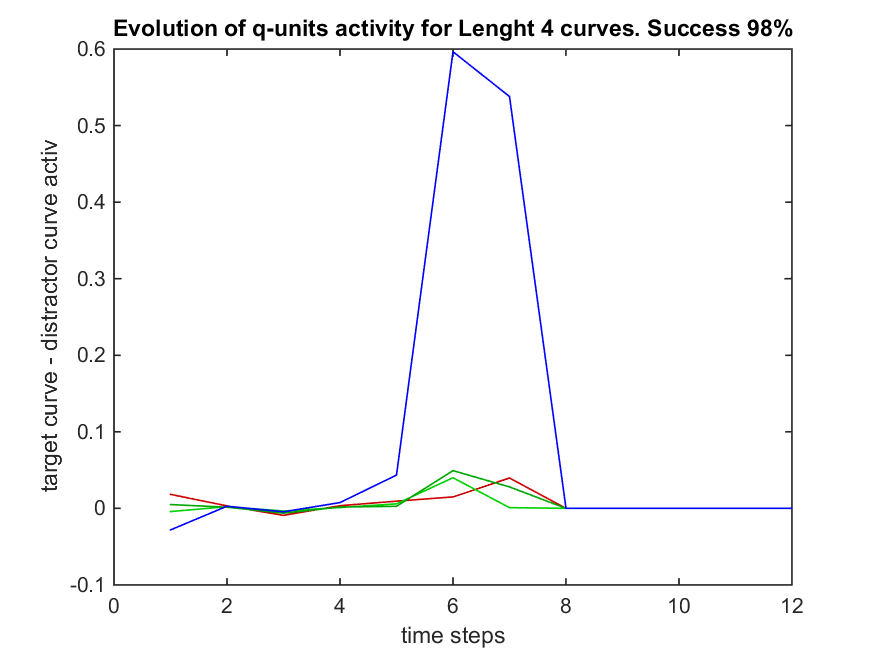 Evolution of q-units activity for Lenght 4 curves. Success 98%
target curve - distractor curve activ
0.6
0.5
0.4
0.3
0.2
0.1
0
-0.1
0 2 4 6 8 10 12
time steps